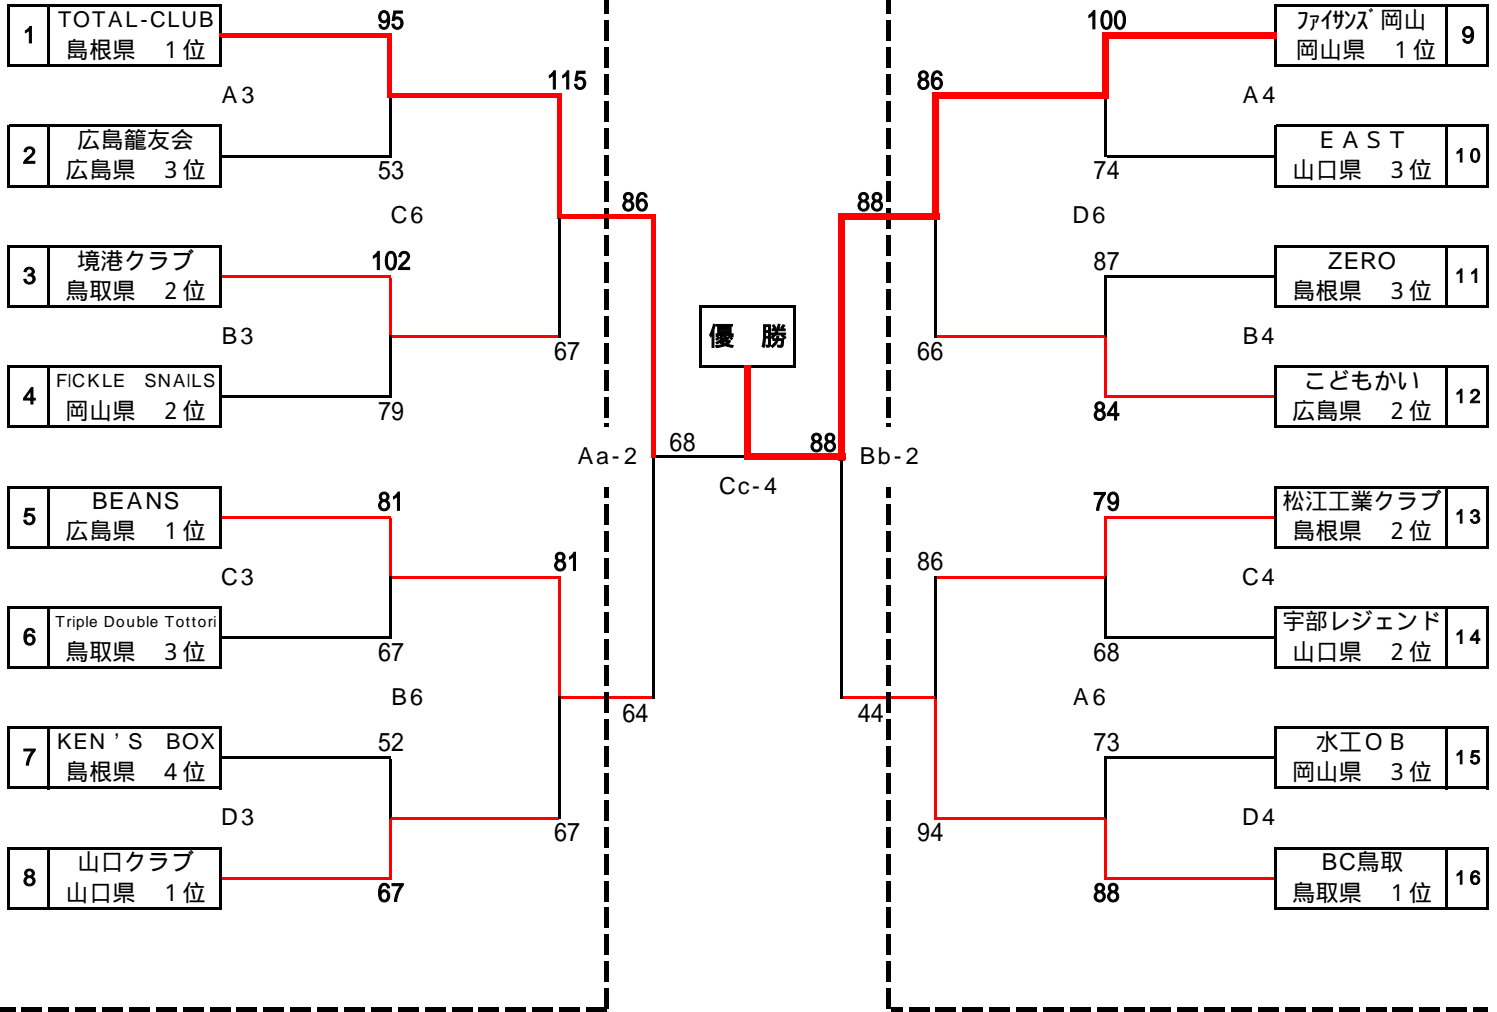 1
TOTAL-CLUB
島根県　1位
95
A3
2
広島籠友会
広島県　3位
53
115
C6
3
境港クラブ
鳥取県　2位
102
B3
4
FICKLE　SNAILS
岡山県　2位
79
67
86
Aa-2
5
BEANS
広島県　1位
81
C3
6
Triple Double Tottori
鳥取県　3位
67
81
B6
7
KEN'S　BOX
島根県　4位
52
D3
8
山口クラブ
山口県　1位
67
67
64
優　勝
68
88
Cc-4
100
ﾌｧｲｻﾝｽﾞ岡山
岡山県　1位
9
86
A4
EAST
山口県　3位
10
74
88
D6
87
ZERO
島根県　3位
11
B4
66
こどもかい
広島県　2位
12
84
Bb-2
79
松江工業クラブ
島根県　2位
13
86
C4
宇部レジェンド
山口県　2位
14
68
A6
44
73
水工OB
岡山県　3位
15
D4
94
BC鳥取
鳥取県　1位
16
88